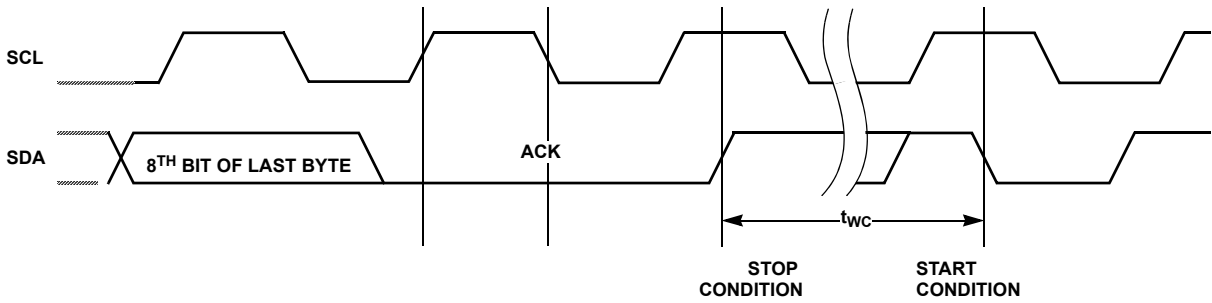 SCL
SDA
8TH BIT OF LAST BYTE
ACK
tWC
STOP
CONDITION
START
CONDITION